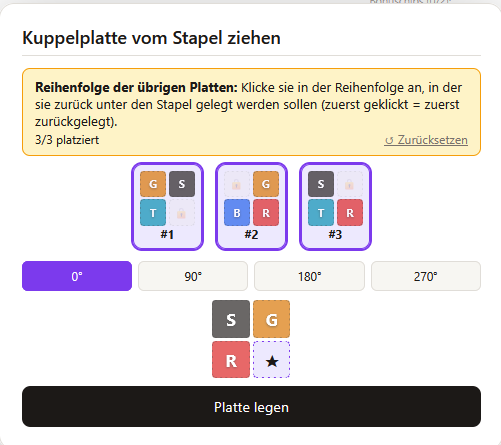 Kuppelplatte vom Stapel ziehen
Reihenfolge der übrigen Platten: Klicke sie in der Reihenfolge an, in der
sie zurück unter den Stapel gelegt werden sollen (zuerst geklickt = zuerst
zurückgelegt).
3/3 platziert ↺ Zurücksetzen
G S G S
T B R T R
#1 #2 #3
0° 90° 180° 270°
S G
R ★
Platte legen